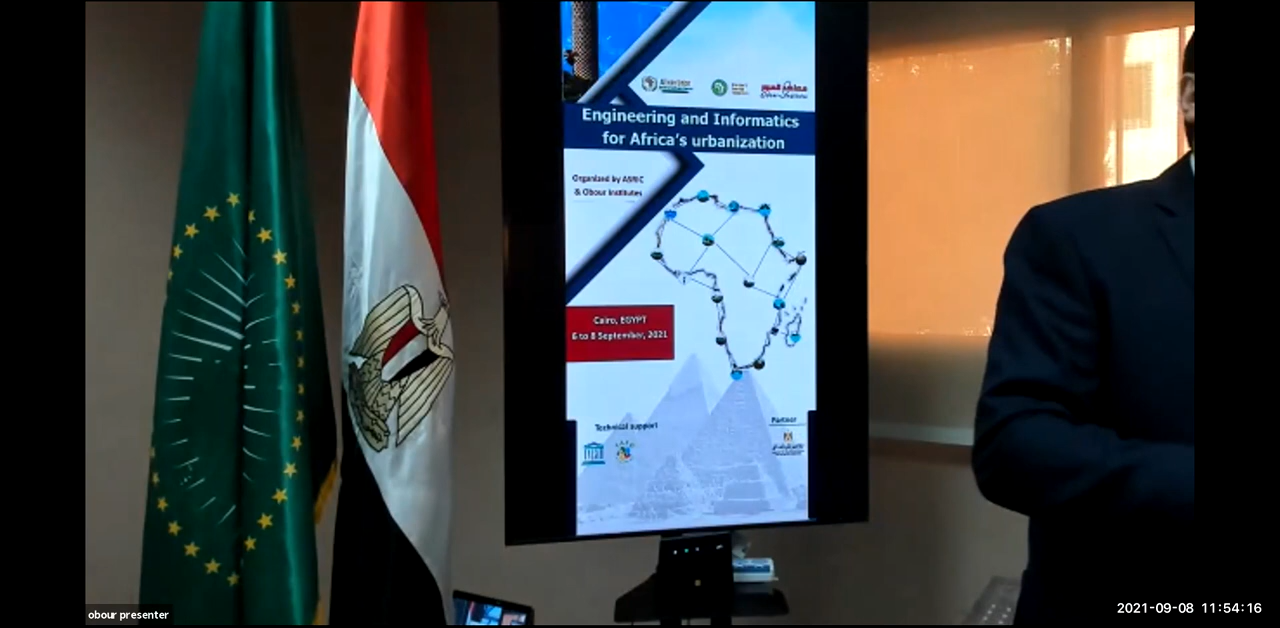 Engineering and Informatics
for Africa's urbanization
Organized by ASRIC
& Obour Institutes
Cairo, EGYPT
6 to 8 September, 2021
Technical support
Partner
obour presenter
2021-09-08 11:54:16